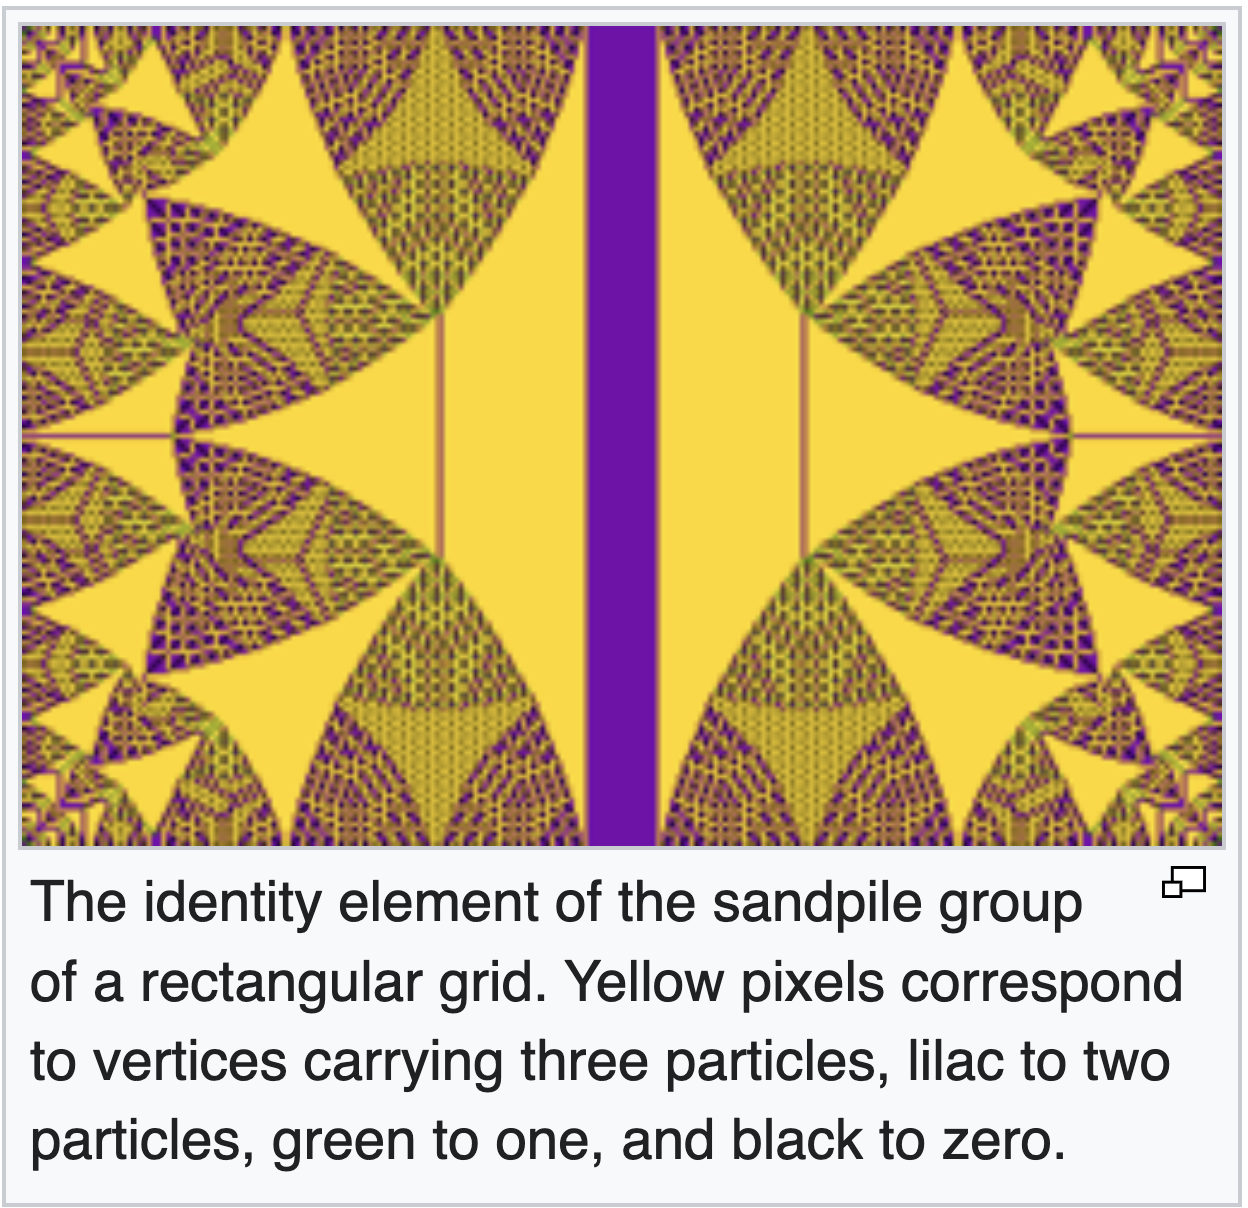 The identity element of the sandpile group
of a rectangular grid. Yellow pixels correspond
to vertices carrying three particles, lilac to two
particles, green to one, and black to zero.